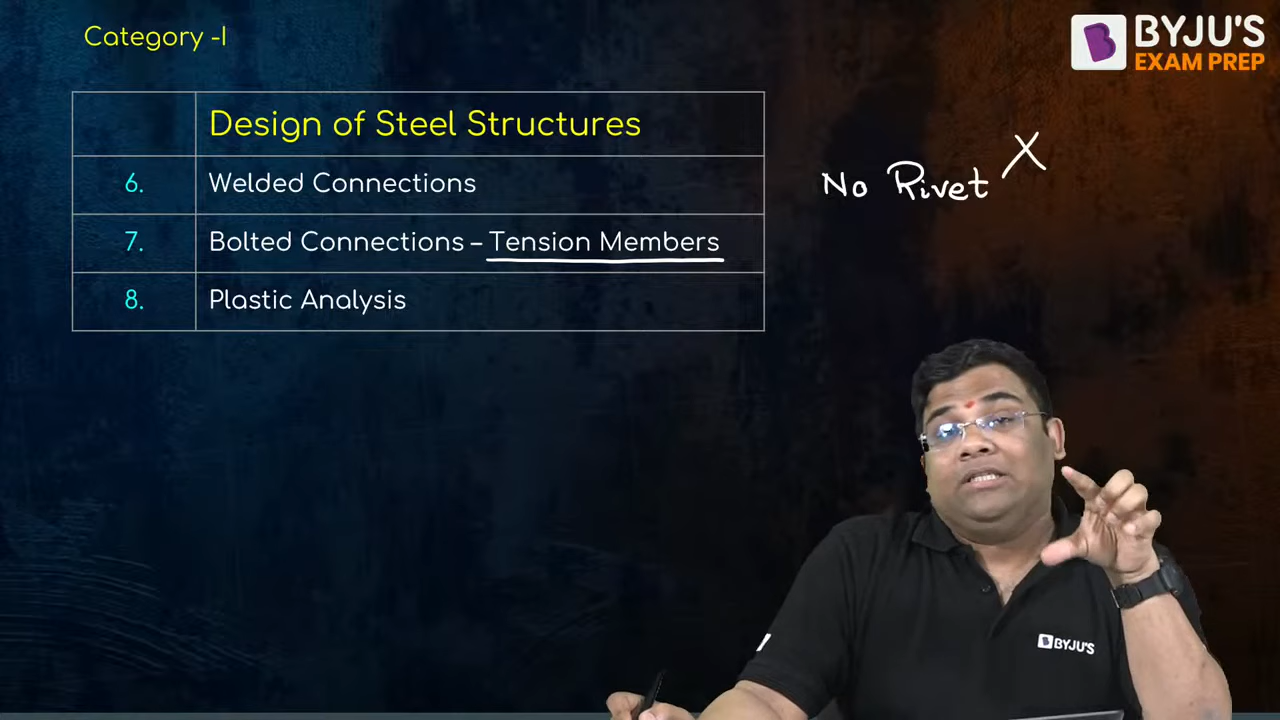 Category -I
BYJU'S
EXAM PREP
Design of Steel Structures
6. Welded Connections
7. Bolted Connections – Tension Members
8. Plastic Analysis
No Rivet X
BYJU'S